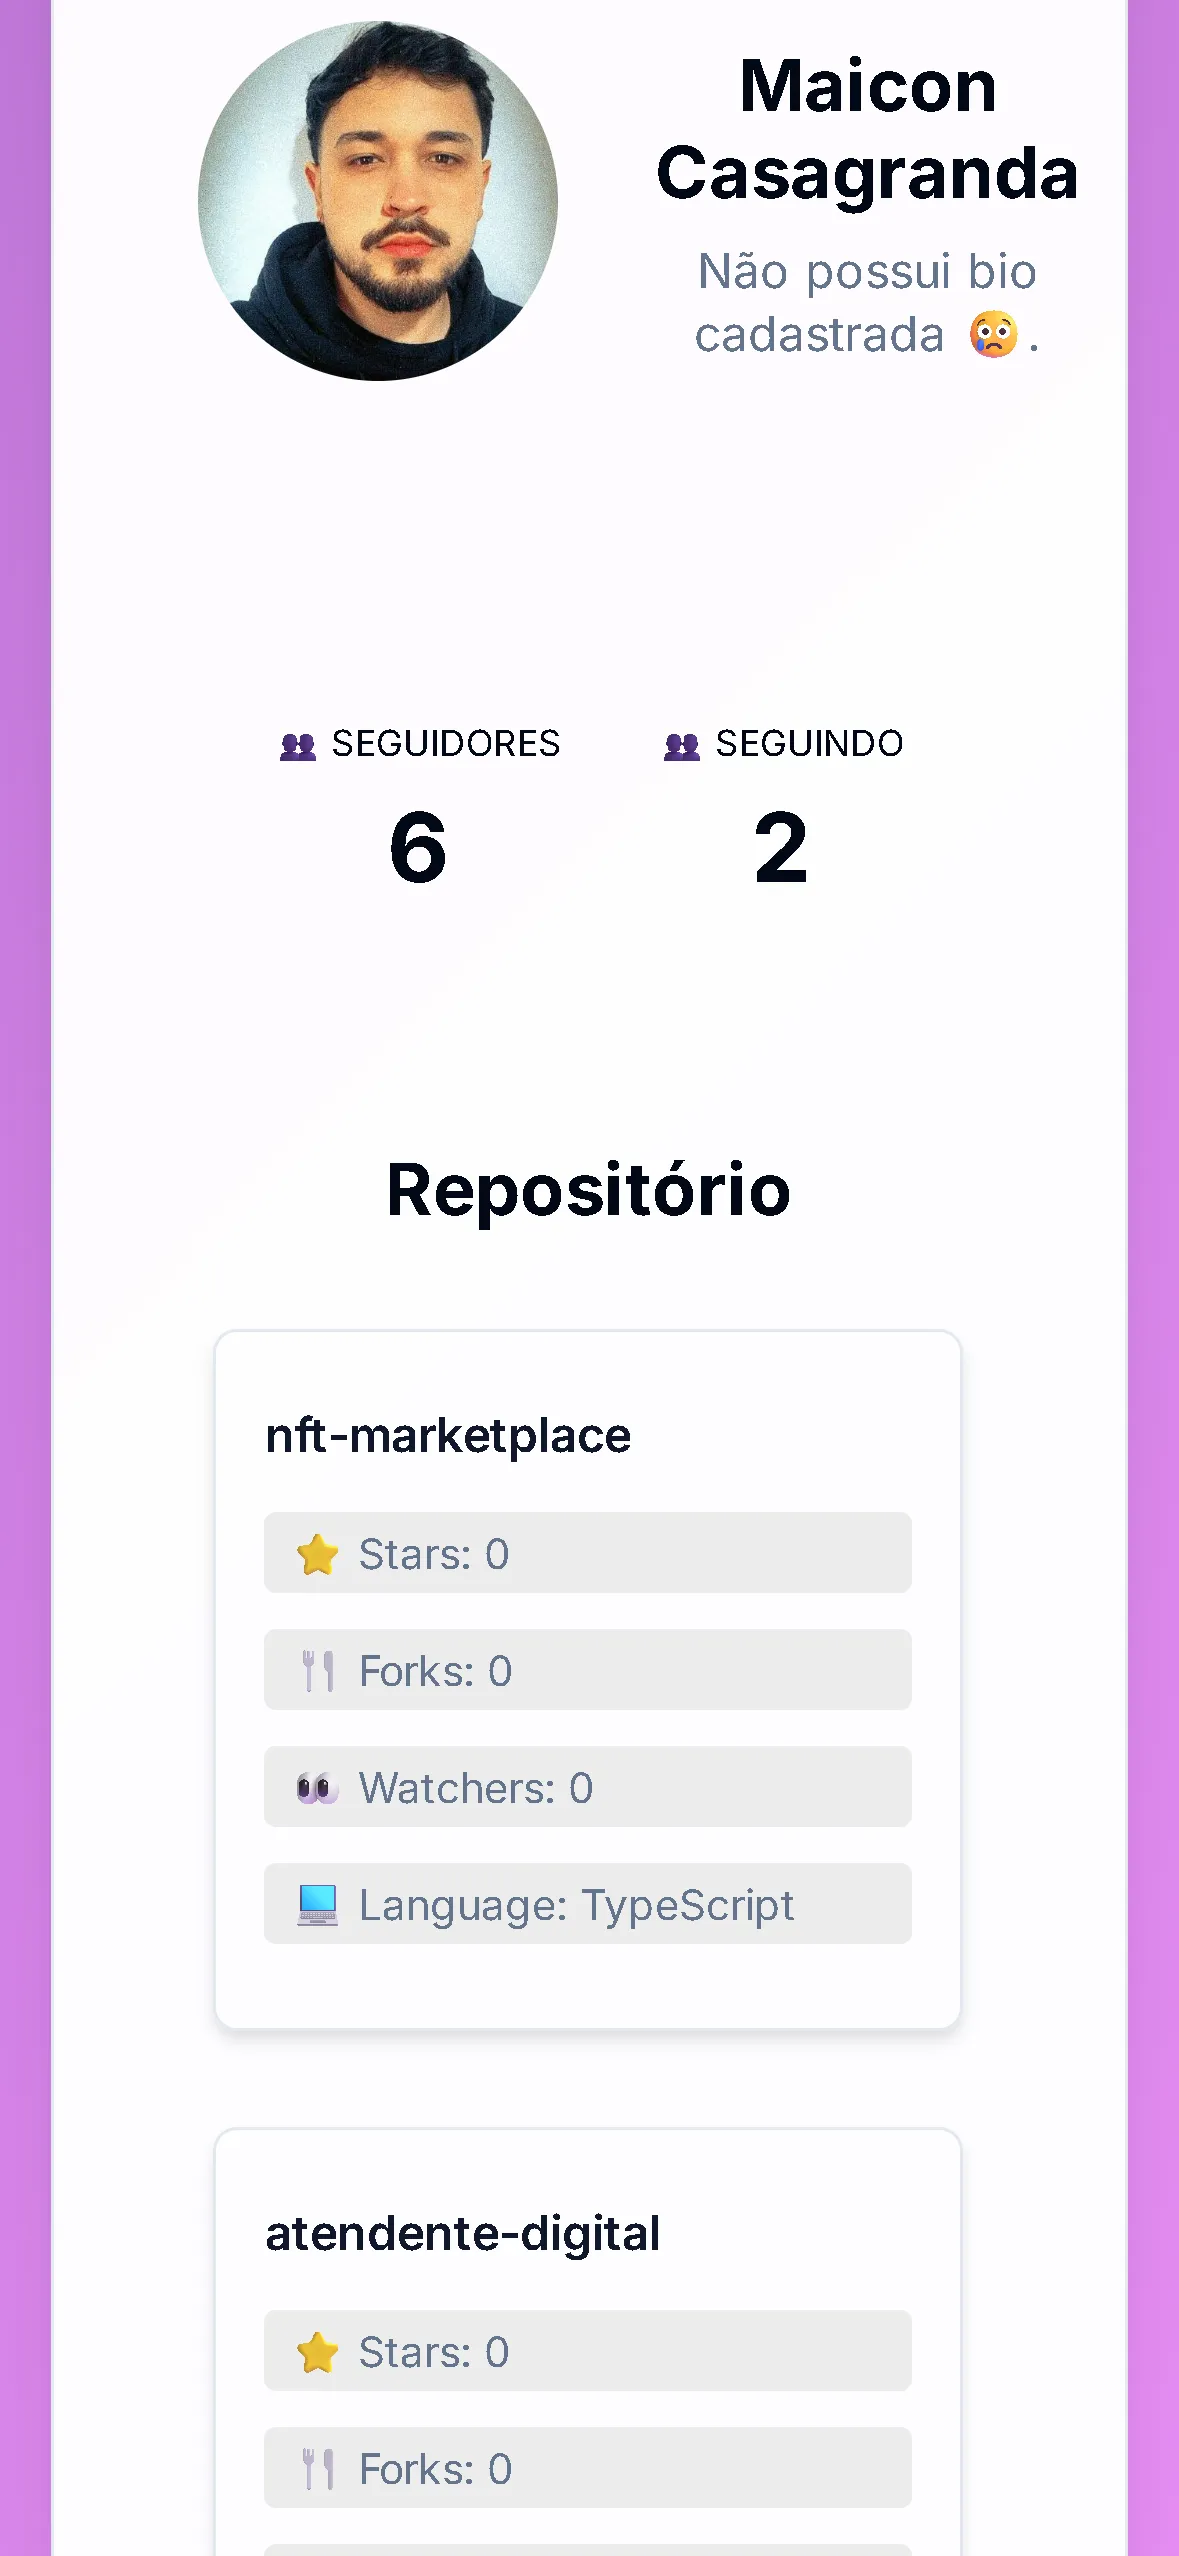 Maicon
Casagranda
Não possui bio
cadastrada 😢.
👥 SEGUIDORES
6
👥 SEGUINDO
2
Repositório
nft-marketplace
⭐ Stars: 0
🍴 Forks: 0
👀 Watchers: 0
💻 Language: TypeScript
atendente-digital
⭐ Stars: 0
🍴 Forks: 0